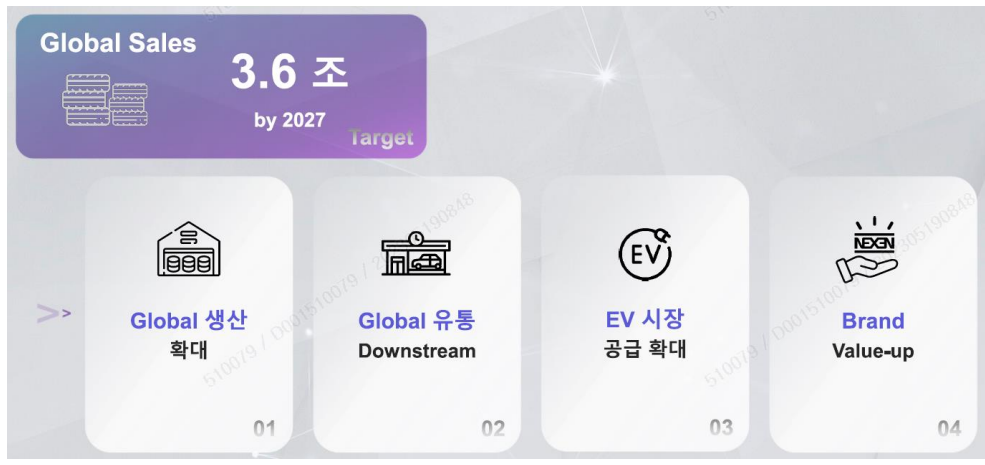 Global Sales
3.6 조
by 2027
Target
Global 생산
확대
01
Global 유통
Downstream
02
EV
EV 시장
공급 확대
03
NEXEN
Brand
Value-up
04